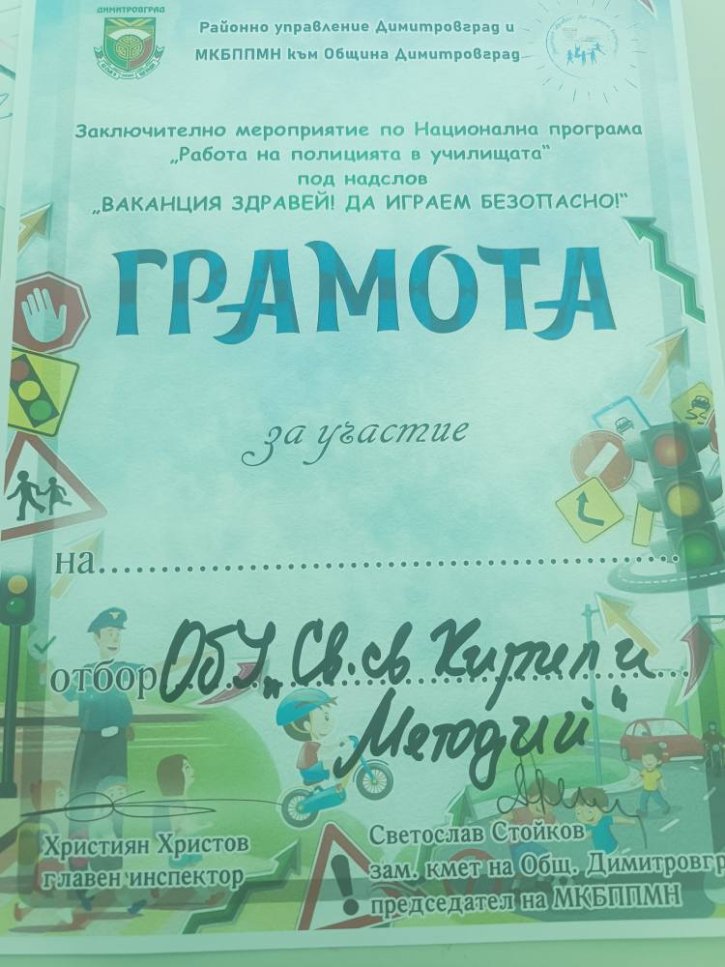 ДИМИТРОВГРАД
Районно управление Димитровград и
МКБППМН към Община Димитровград
Заключително мероприятие по Национална програма
„Работа на полицията в училищата“
под надслов
„ВАКАНЦИЯ ЗДРАВЕЙ! ДА ИГРАЕМ БЕЗОПАСНО!“
ГРАМОТА
за участие
на
отбор ОбУ „Св. св Кирил и
Методий“
Християн Христов
главен инспектор
Светослав Стойков
зам. кмет на Общ. Димитровгр
председател на МКБППМН